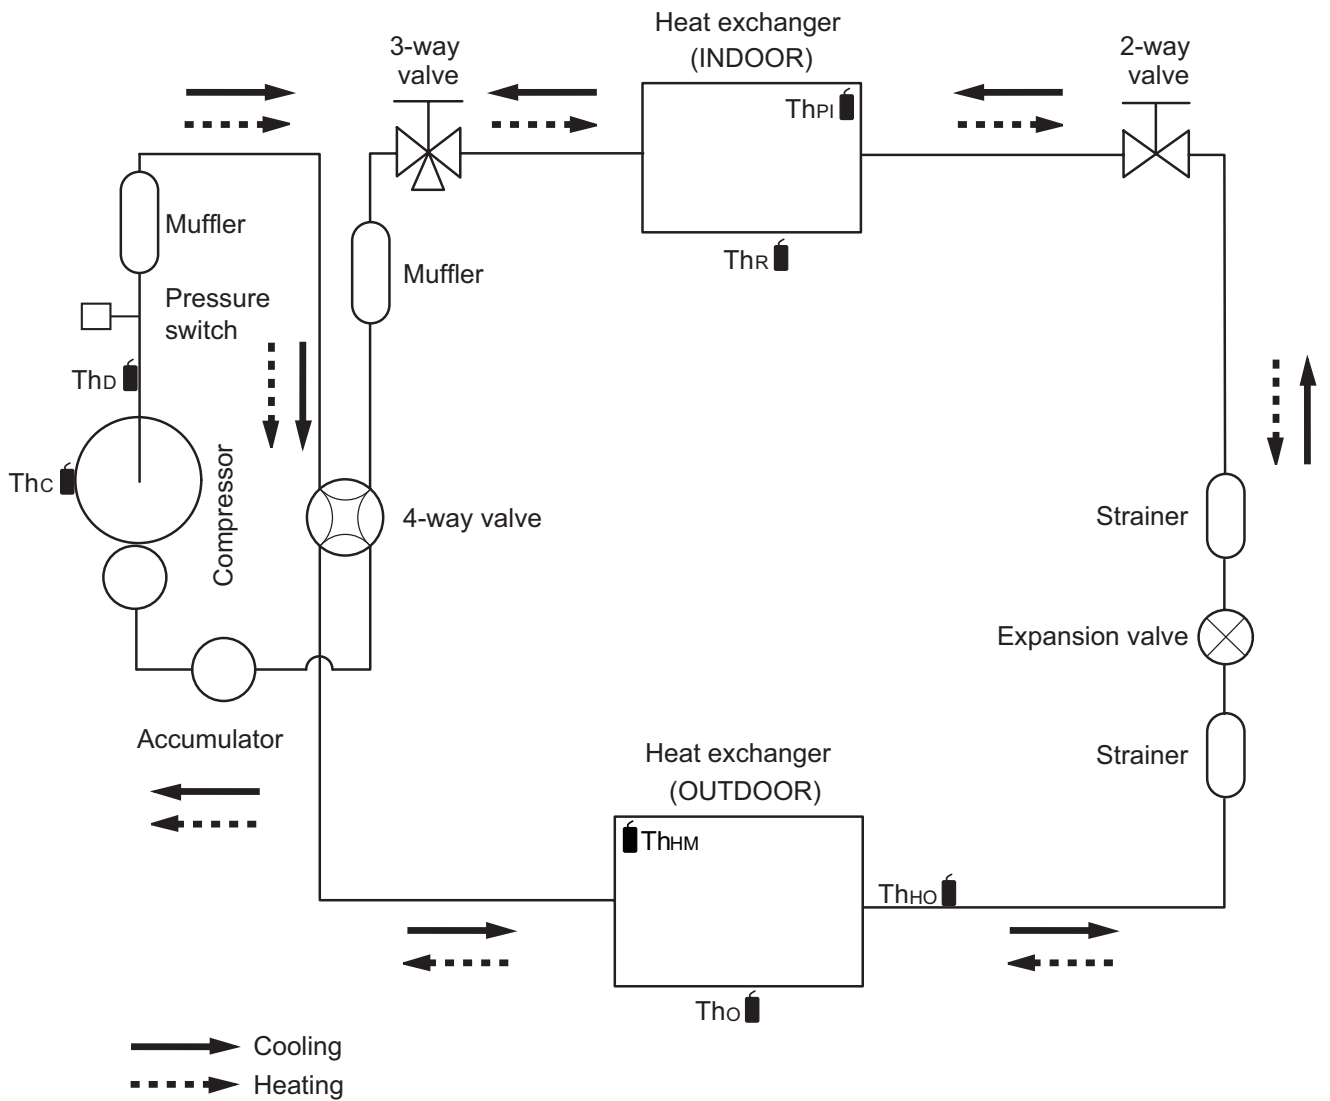 Heat exchanger
(INDOOR)
3-way
valve
2-way
valve
ThPI
Muffler
ThR
Muffler
Pressure
switch
ThD
Compressor
ThC
4-way valve
Strainer
Expansion valve
Strainer
Accumulator
Heat exchanger
(OUTDOOR)
ThHM
ThHO
ThO
Cooling
Heating